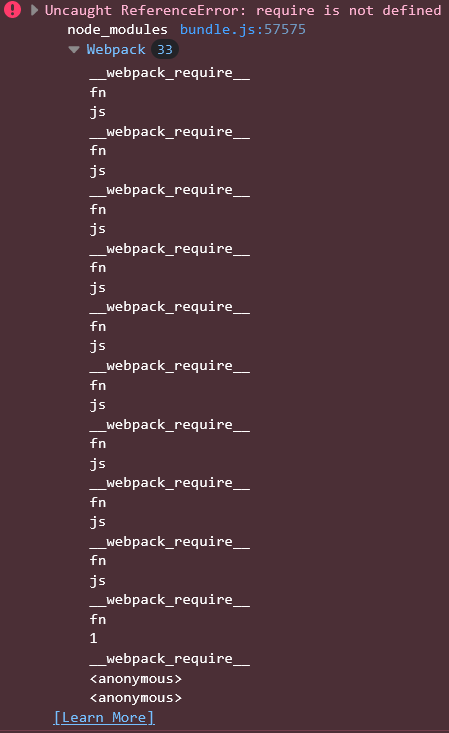 Uncaught ReferenceError: require is not defined
node_modules bundle.js:57575
Webpack 33
__webpack_require__
fn
js
__webpack_require__
fn
js
__webpack_require__
fn
js
__webpack_require__
fn
js
__webpack_require__
fn
js
__webpack_require__
fn
js
__webpack_require__
fn
js
__webpack_require__
fn
js
__webpack_require__
fn
js
__webpack_require__
fn
1
__webpack_require__
<anonymous>
<anonymous>
[Learn More]